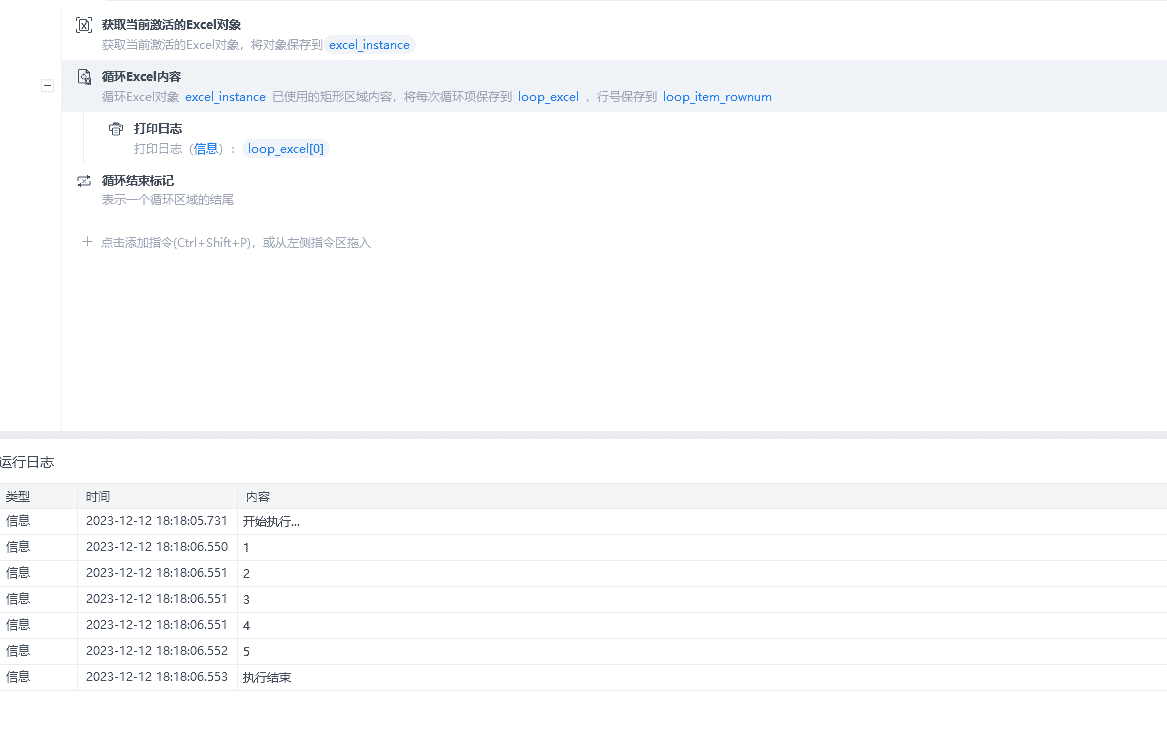 获取当前激活的Excel对象
获取当前激活的Excel对象，将对象保存到 excel_instance
循环Excel内容
循环Excel对象 excel_instance 已使用的矩形区域内容，将每次循环项保存到 loop_excel ，行号保存到 loop_item_rownum
打印日志
打印日志（信息）： loop_excel[0]
循环结束标记
表示一个循环区域的结尾
点击添加指令(Ctrl+Shift+P)，或从左侧指令区拖入
运行日志
类型 时间 内容
信息 2023-12-12 18:18:05.731 开始执行...
信息 2023-12-12 18:18:06.550 1
信息 2023-12-12 18:18:06.551 2
信息 2023-12-12 18:18:06.551 3
信息 2023-12-12 18:18:06.551 4
信息 2023-12-12 18:18:06.552 5
信息 2023-12-12 18:18:06.553 执行结束